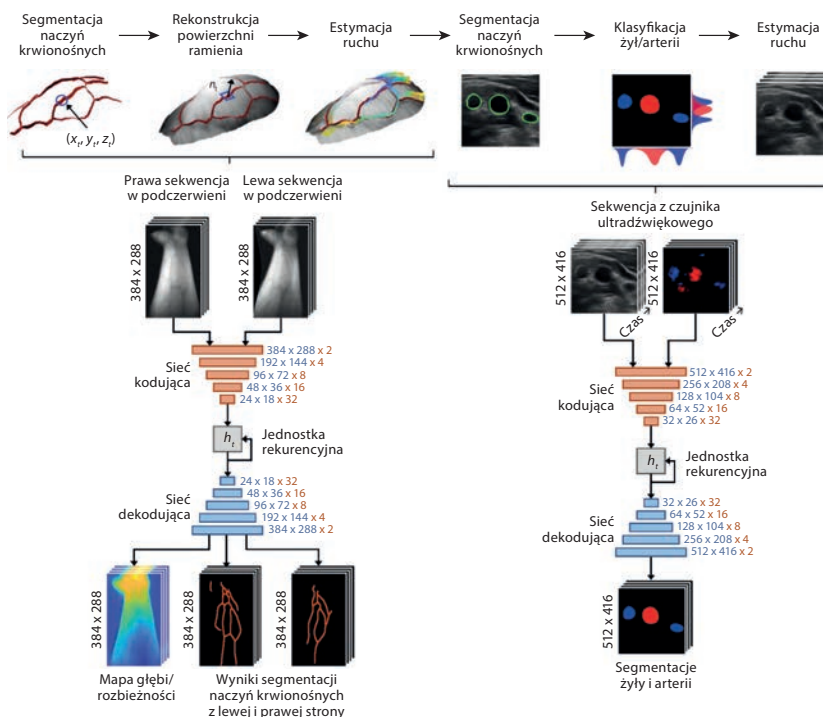 Segmentacja
naczyń
krwionośnych
Rekonstrukcja
powierzchni
ramienia
Estymacja
ruchu
Segmentacja
naczyń
krwionośnych
Klasyfikacja
żył/arterii
Estymacja
ruchu
(xₜ, yₜ, zₜ)
nₜ
Prawa sekwencja
w podczerwieni
Lewa sekwencja
w podczerwieni
384 x 288
384 x 288
Sieć
kodująca
384 x 288 x 2
192 x 144 x 4
96 x 72 x 8
48 x 36 x 16
24 x 18 x 32
hₜ
Jednostka
rekurencyjna
Sieć
dekodująca
24 x 18 x 32
48 x 36 x 16
96 x 72 x 8
192 x 144 x 4
384 x 288 x 2
384 x 288
384 x 288
384 x 288
Mapa głębi/
rozbieżności
Wyniki segmentacji
naczyń krwionośnych
z lewej i prawej strony
Sekwencja z czujnika
ultradźwiękowego
512 x 416
512 x 416
Czas
Czas
Sieć
kodująca
512 x 416 x 2
256 x 208 x 4
128 x 104 x 8
64 x 52 x 16
32 x 26 x 32
hₜ
Jednostka
rekurencyjna
Sieć
dekodująca
32 x 26 x 32
64 x 52 x 16
128 x 104 x 8
256 x 208 x 4
512 x 416 x 2
512 x 416
Segmentacje
żyły i arterii